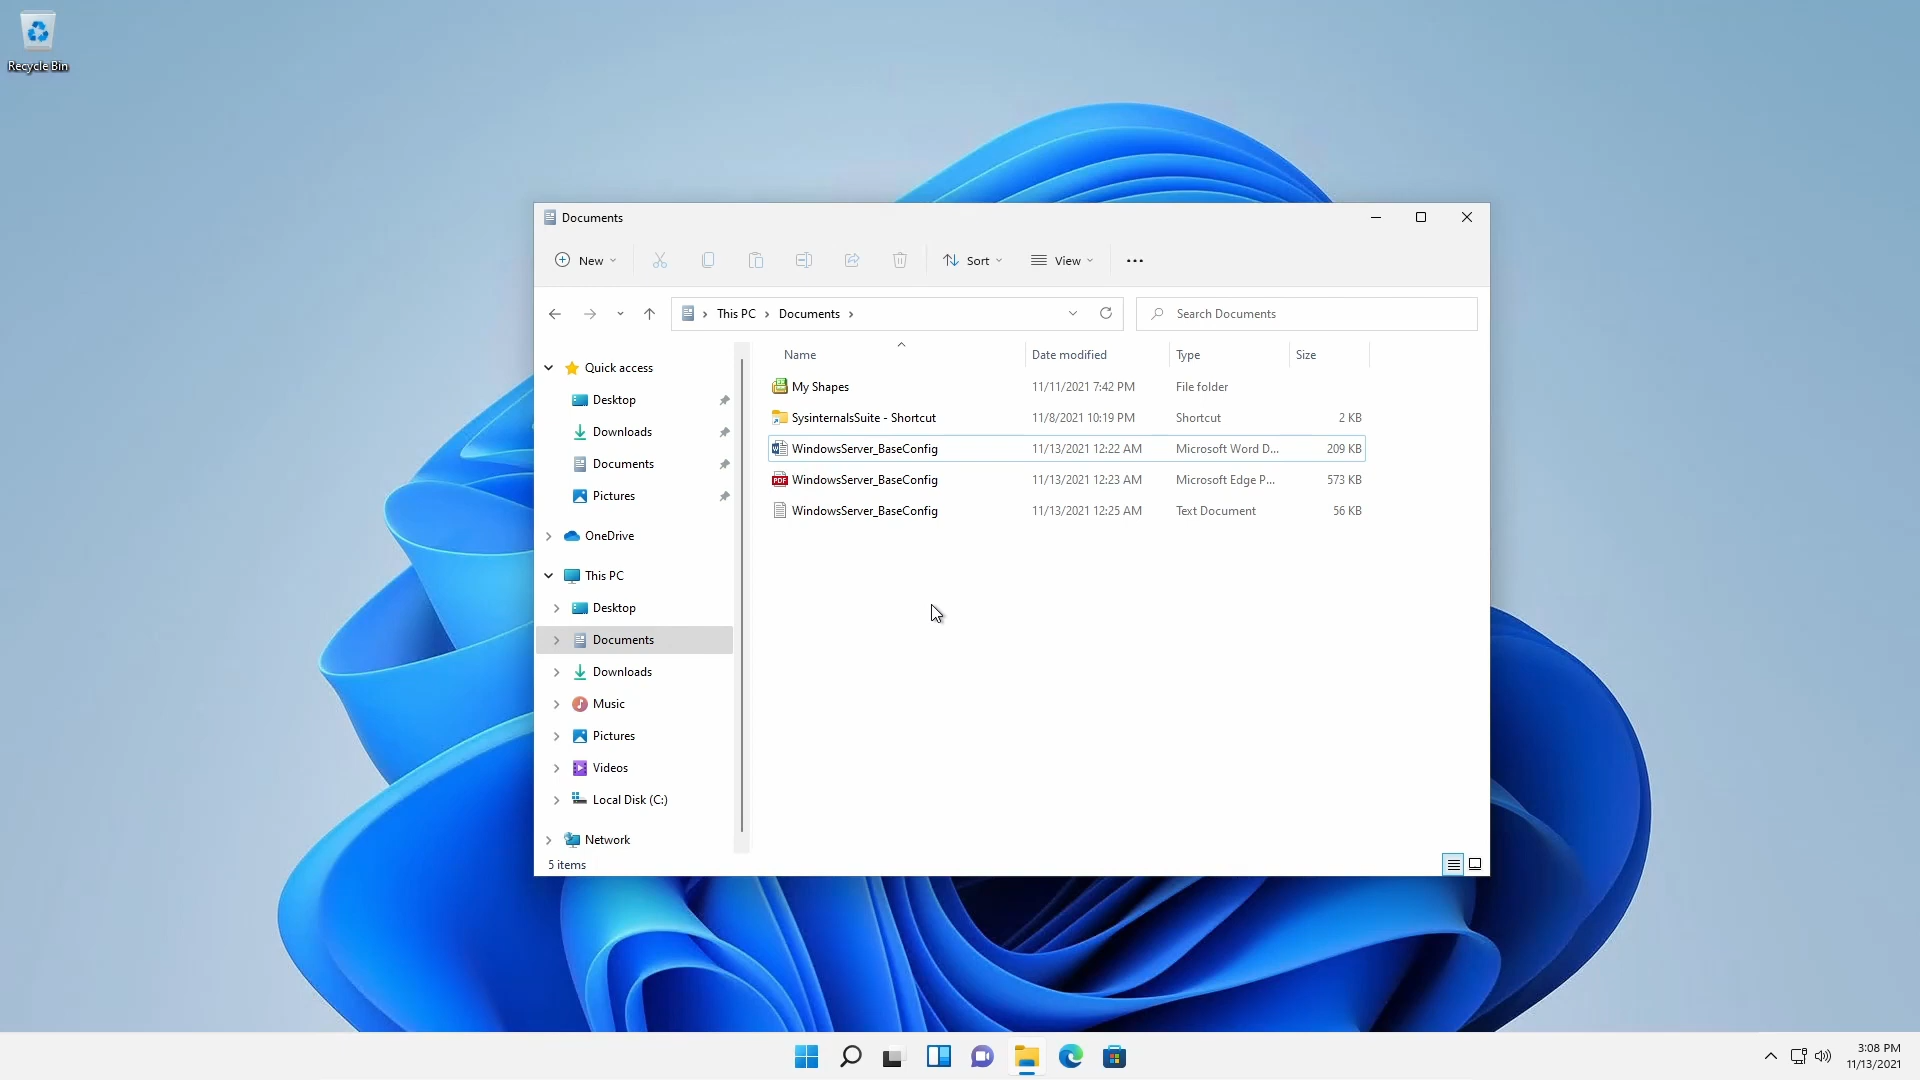 Recycle Bin
Documents
New
Sort
View
This PC
Documents
Search Documents
Name Date modified Type Size
Quick access
Desktop
Downloads
Documents
Pictures
OneDrive
This PC
Desktop
Documents
Downloads
Music
Pictures
Videos
Local Disk (C:)
Network
My Shapes 11/11/2021 7:42 PM File folder
SysinternalsSuite - Shortcut 11/8/2021 10:19 PM Shortcut 2 KB
WindowsServer_BaseConfig 11/13/2021 12:22 AM Microsoft Word D... 209 KB
WindowsServer_BaseConfig 11/13/2021 12:23 AM Microsoft Edge P... 573 KB
WindowsServer_BaseConfig 11/13/2021 12:25 AM Text Document 56 KB
5 items
3:08 PM
11/13/2021